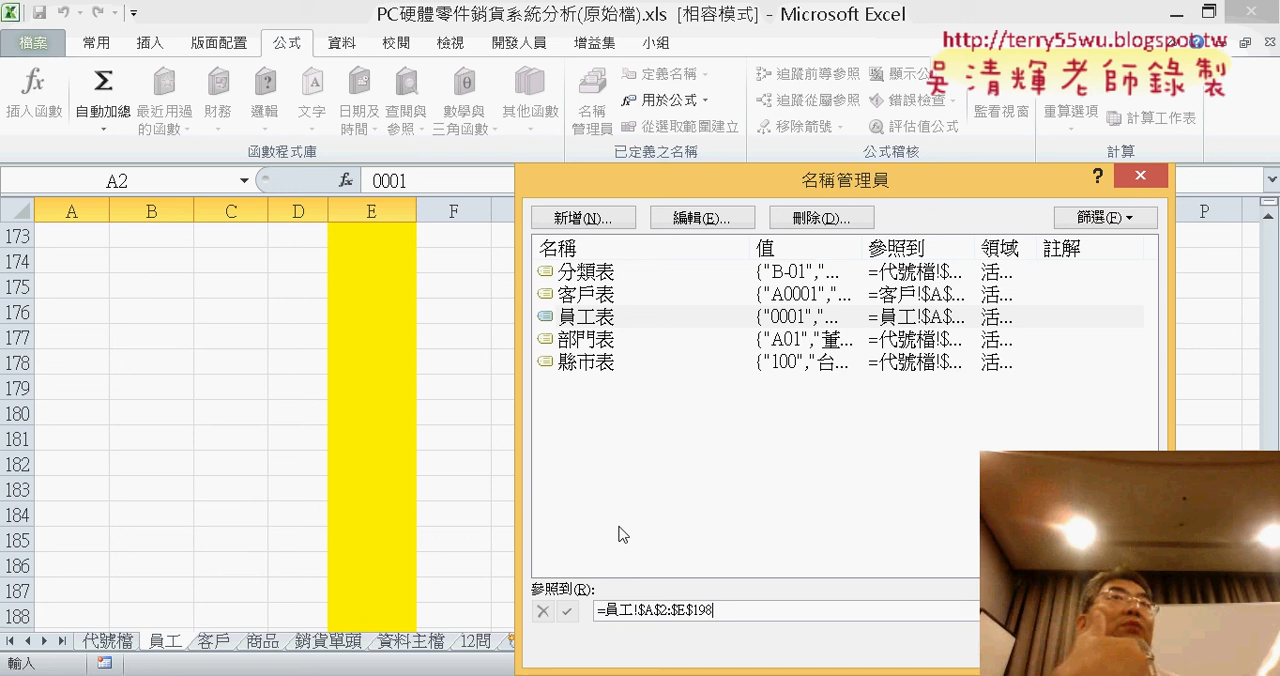 PC硬體零件銷貨系統分析(原始檔).xls [相容模式] - Microsoft Excel
檔案 常用 插入 版面配置 公式 資料 校閱 檢視 開發人員 增益集 小組
http://terry55wu.blogspot.tw
吳清輝老師錄製
插入函數 自動加總 最近用過的函數 財務 邏輯 文字 日期及時間 查閱與參照 數學與三角函數 其他函數
函數程式庫
名稱管理員 定義名稱 用於公式 從選取範圍建立
已定義之名稱
追蹤前導參照 追蹤從屬參照 移除箭號 顯示公 錯誤檢查 評估值公式 監看視窗
公式稽核
重算選項 計算工作表
計算
A2 fx 0001
A B C D E F P
173
174
175
176
177
178
179
180
181
182
183
184
185
186
187
188
名稱管理員
新增(N)... 編輯(E)... 刪除(D)... 篩選(F)
名稱 值 參照到 領域 註解
分類表 {"B-01","... =代號檔!$... 活...
客戶表 {"A0001","... =客戶!$A$... 活...
員工表 {"0001","... =員工!$A$... 活...
部門表 {"A01","董... =代號檔!$... 活...
縣市表 {"100","台... =代號檔!$... 活...
參照到(R):
=員工!$A$2:$E$198
代號檔 員工 客戶 商品 銷貨單頭 資料主檔 12問
輸入